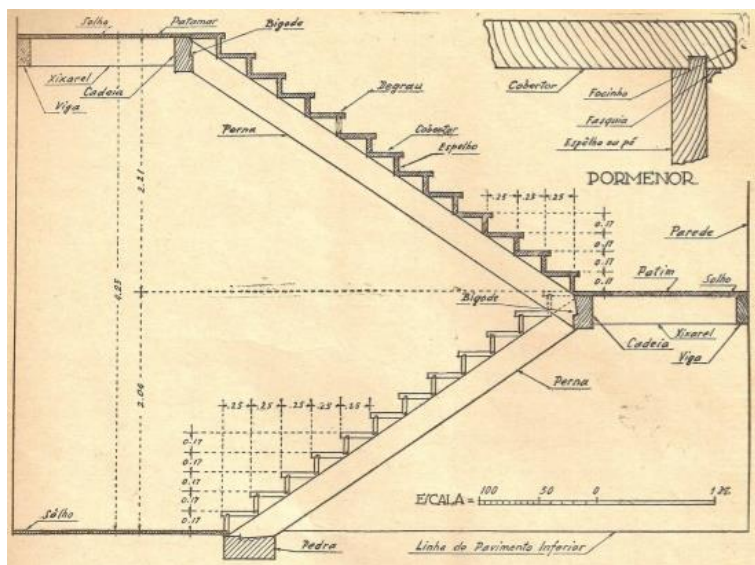 Solho
Patamar
Bigode
Xixarel
Cadeia
Viga
Degrau
Perna
Cobertor
Espelho
2.21
4.25
2.04
Cobertor
Focinho
Fasquia
Espêlho ou pé
PORMENOR
.25
.25
.25
0.17
0.17
0.17
0.17
Parede
Patim
Solho
Bigode
Cadeia
Xixarel
Viga
Perna
.25
.25
.25
.25
.25
0.17
0.17
0.17
0.17
0.17
ESCALA =
100
50
0
1M
Sôlho
Pedra
Linha do Pavimento Inferior